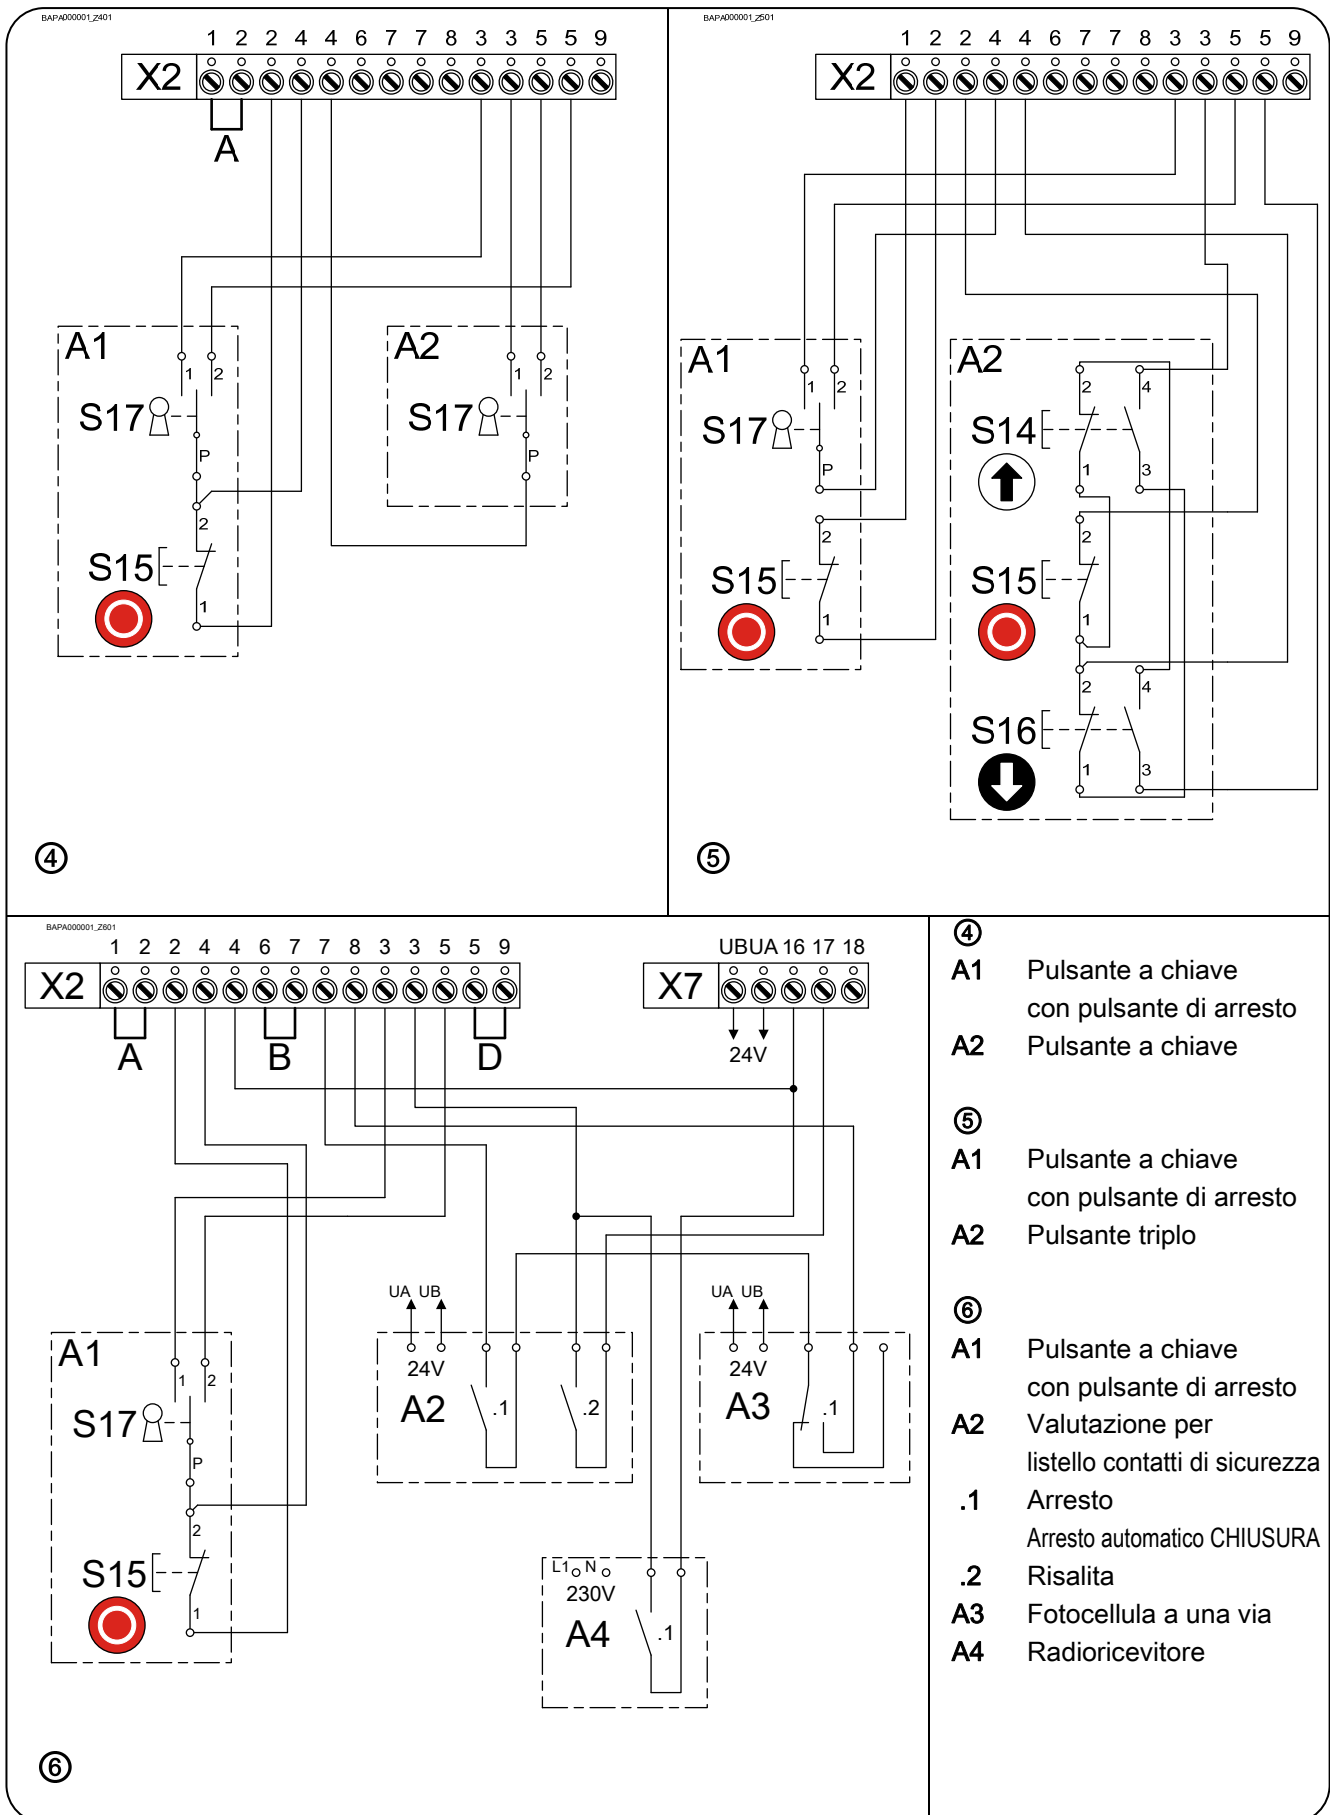 BAPA000001_Z401
1 2 2 4 4 6 7 7 8 3 3 5 5 9
X2
A
A1
1 2
S17
P
2
S15
1
A2
1 2
S17
P
④
BAPA000001_Z501
1 2 2 4 4 6 7 7 8 3 3 5 5 9
X2
A1
1 2
S17
P
2
S15
1
A2
2 4
S14
1 3
2
S15
1
2 4
S16
1 3
⑤
BAPA000001_Z601
1 2 2 4 4 6 7 7 8 3 3 5 5 9
X2
A B D
UB UA 16 17 18
X7
24V
A1
1 2
S17
P
2
S15
1
UA UB
24V
A2 .1 .2
UA UB
24V
A3 .1
L1 N
230V
A4 .1
⑥
④
A1 Pulsante a chiave
con pulsante di arresto
A2 Pulsante a chiave
⑤
A1 Pulsante a chiave
con pulsante di arresto
A2 Pulsante triplo
⑥
A1 Pulsante a chiave
con pulsante di arresto
A2 Valutazione per
listello contatti di sicurezza
.1 Arresto
Arresto automatico CHIUSURA
.2 Risalita
A3 Fotocellula a una via
A4 Radioricevitore